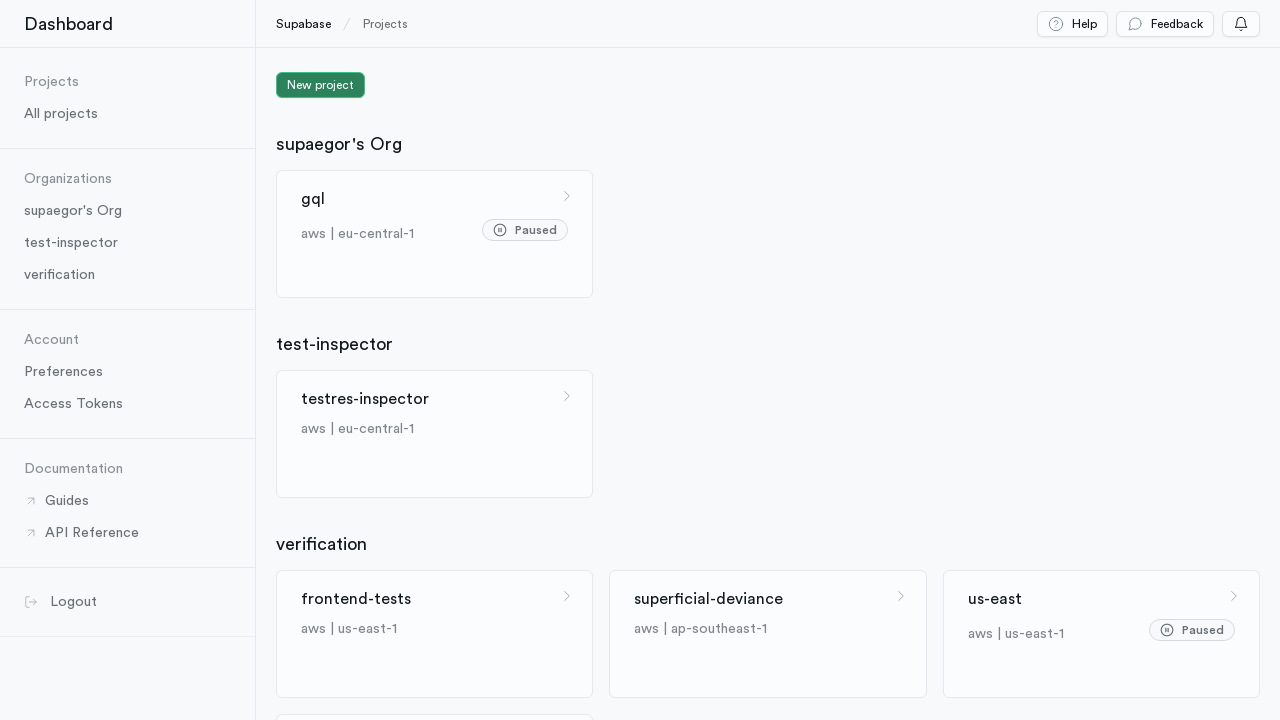 Dashboard
Supabase / Projects
Help
Feedback
Projects
All projects
Organizations
supaegor's Org
test-inspector
verification
Account
Preferences
Access Tokens
Documentation
Guides
API Reference
Logout
New project
supaegor's Org
gql
aws | eu-central-1
Paused
test-inspector
testres-inspector
aws | eu-central-1
verification
frontend-tests
aws | us-east-1
superficial-deviance
aws | ap-southeast-1
us-east
aws | us-east-1
Paused